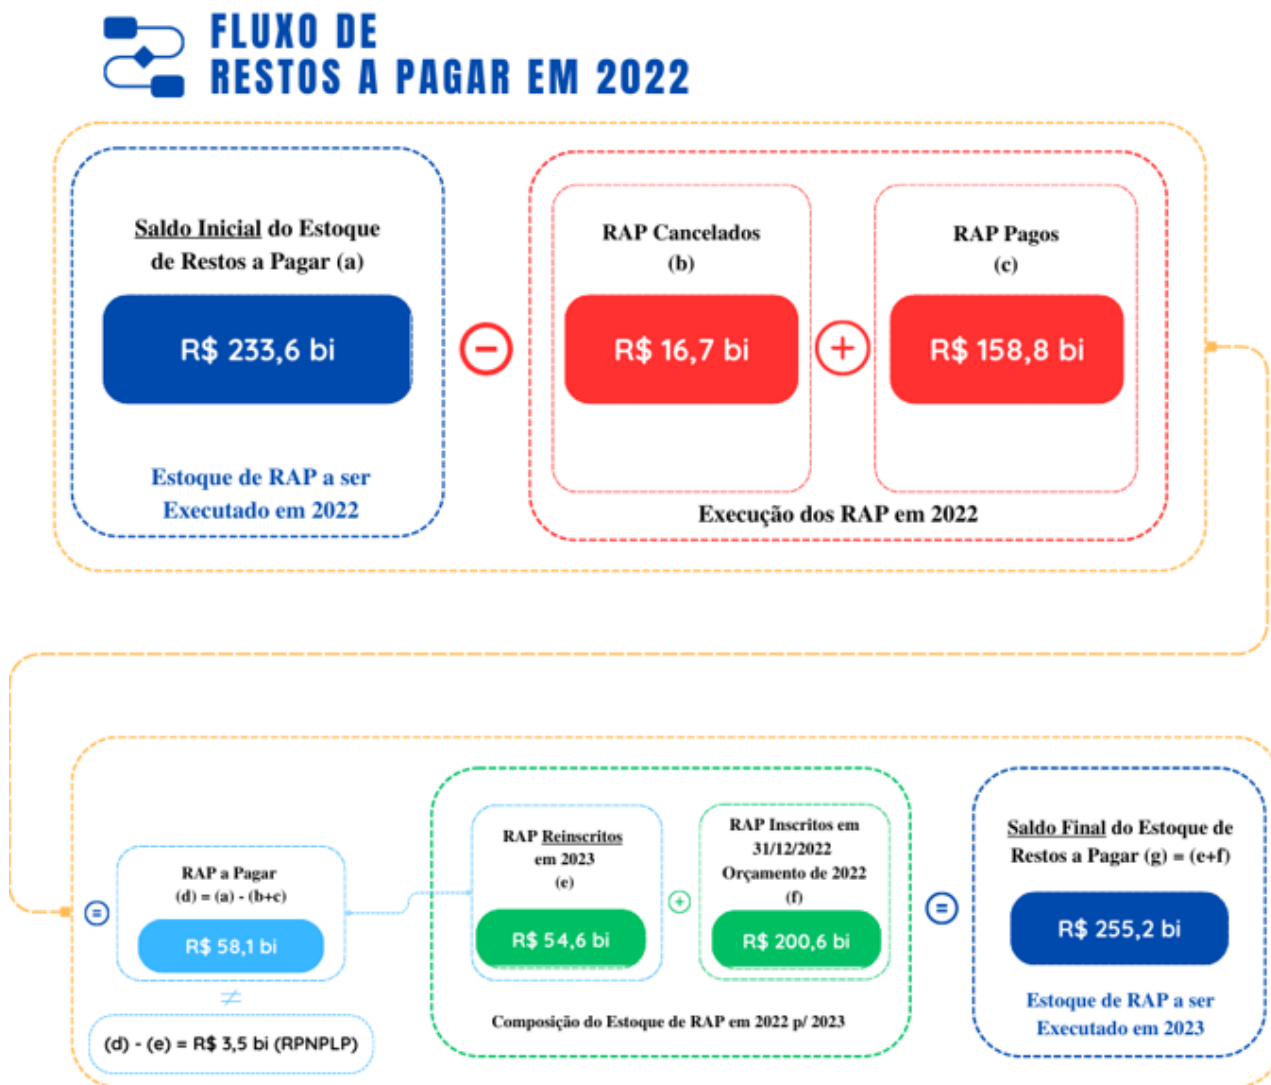 FLUXO DE
RESTOS A PAGAR EM 2022
Saldo Inicial do Estoque
de Restos a Pagar (a)
R$ 233,6 bi
Estoque de RAP a ser
Executado em 2022
−
RAP Cancelados
(b)
R$ 16,7 bi
+
RAP Pagos
(c)
R$ 158,8 bi
Execução dos RAP em 2022
=
RAP a Pagar
(d) = (a) - (b+c)
R$ 58,1 bi
≠
(d) - (e) = R$ 3,5 bi (RPNPLP)
RAP Reinscritos
em 2023
(e)
R$ 54,6 bi
+
RAP Inscritos em
31/12/2022
Orçamento de 2022
(f)
R$ 200,6 bi
Composição do Estoque de RAP em 2022 p/ 2023
=
Saldo Final do Estoque de
Restos a Pagar (g) = (e+f)
R$ 255,2 bi
Estoque de RAP a ser
Executado em 2023